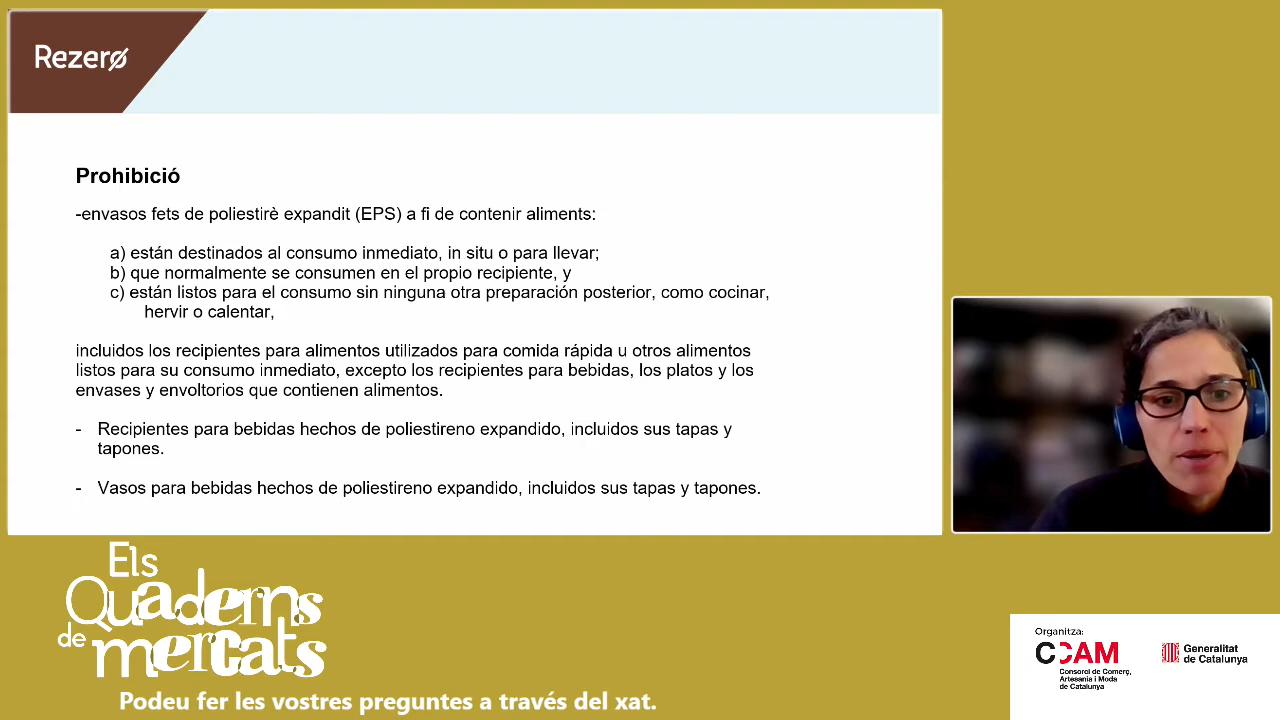 Rezero
Prohibició
-envasos fets de poliestirè expandit (EPS) a fi de contenir aliments:
a) están destinados al consumo inmediato, in situ o para llevar;
b) que normalmente se consumen en el propio recipiente, y
c) están listos para el consumo sin ninguna otra preparación posterior, como cocinar,
hervir o calentar,
incluidos los recipientes para alimentos utilizados para comida rápida u otros alimentos
listos para su consumo inmediato, excepto los recipientes para bebidas, los platos y los
envases y envoltorios que contienen alimentos.
- Recipientes para bebidas hechos de poliestireno expandido, incluidos sus tapas y
tapones.
- Vasos para bebidas hechos de poliestireno expandido, incluidos sus tapas y tapones.
Els
Quaderns
de mercats
Podeu fer les vostres preguntes a través del xat.
Organitza:
CCAM
Consorci de Comerç,
Artesania i Moda
de Catalunya
Generalitat
de Catalunya